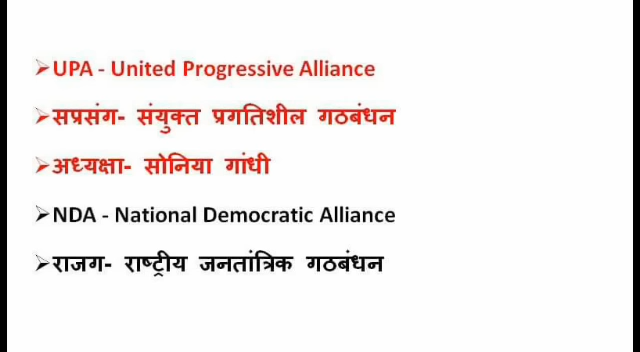 ➢UPA - United Progressive Alliance
➢सप्रसंग- संयुक्त प्रगतिशील गठबंधन
➢अध्यक्षा- सोनिया गांधी
➢NDA - National Democratic Alliance
➢राजग- राष्ट्रीय जनतांत्रिक गठबंधन